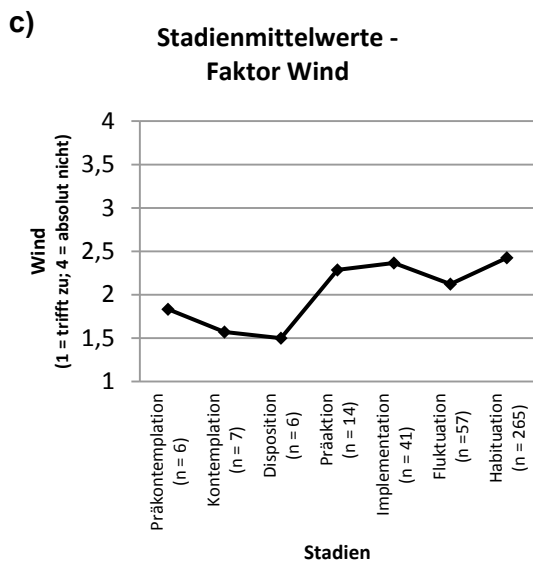 c)
Stadienmittelwerte -
Faktor Wind
Wind
(1 = trifft zu; 4 = absolut nicht)
4
3,5
3
2,5
2
1,5
1
Präkontemplation
(n = 6)
Kontemplation
(n = 7)
Disposition
(n = 6)
Präaktion
(n = 14)
Implementation
(n = 41)
Fluktuation
(n =57)
Habituation
(n = 265)
Stadien